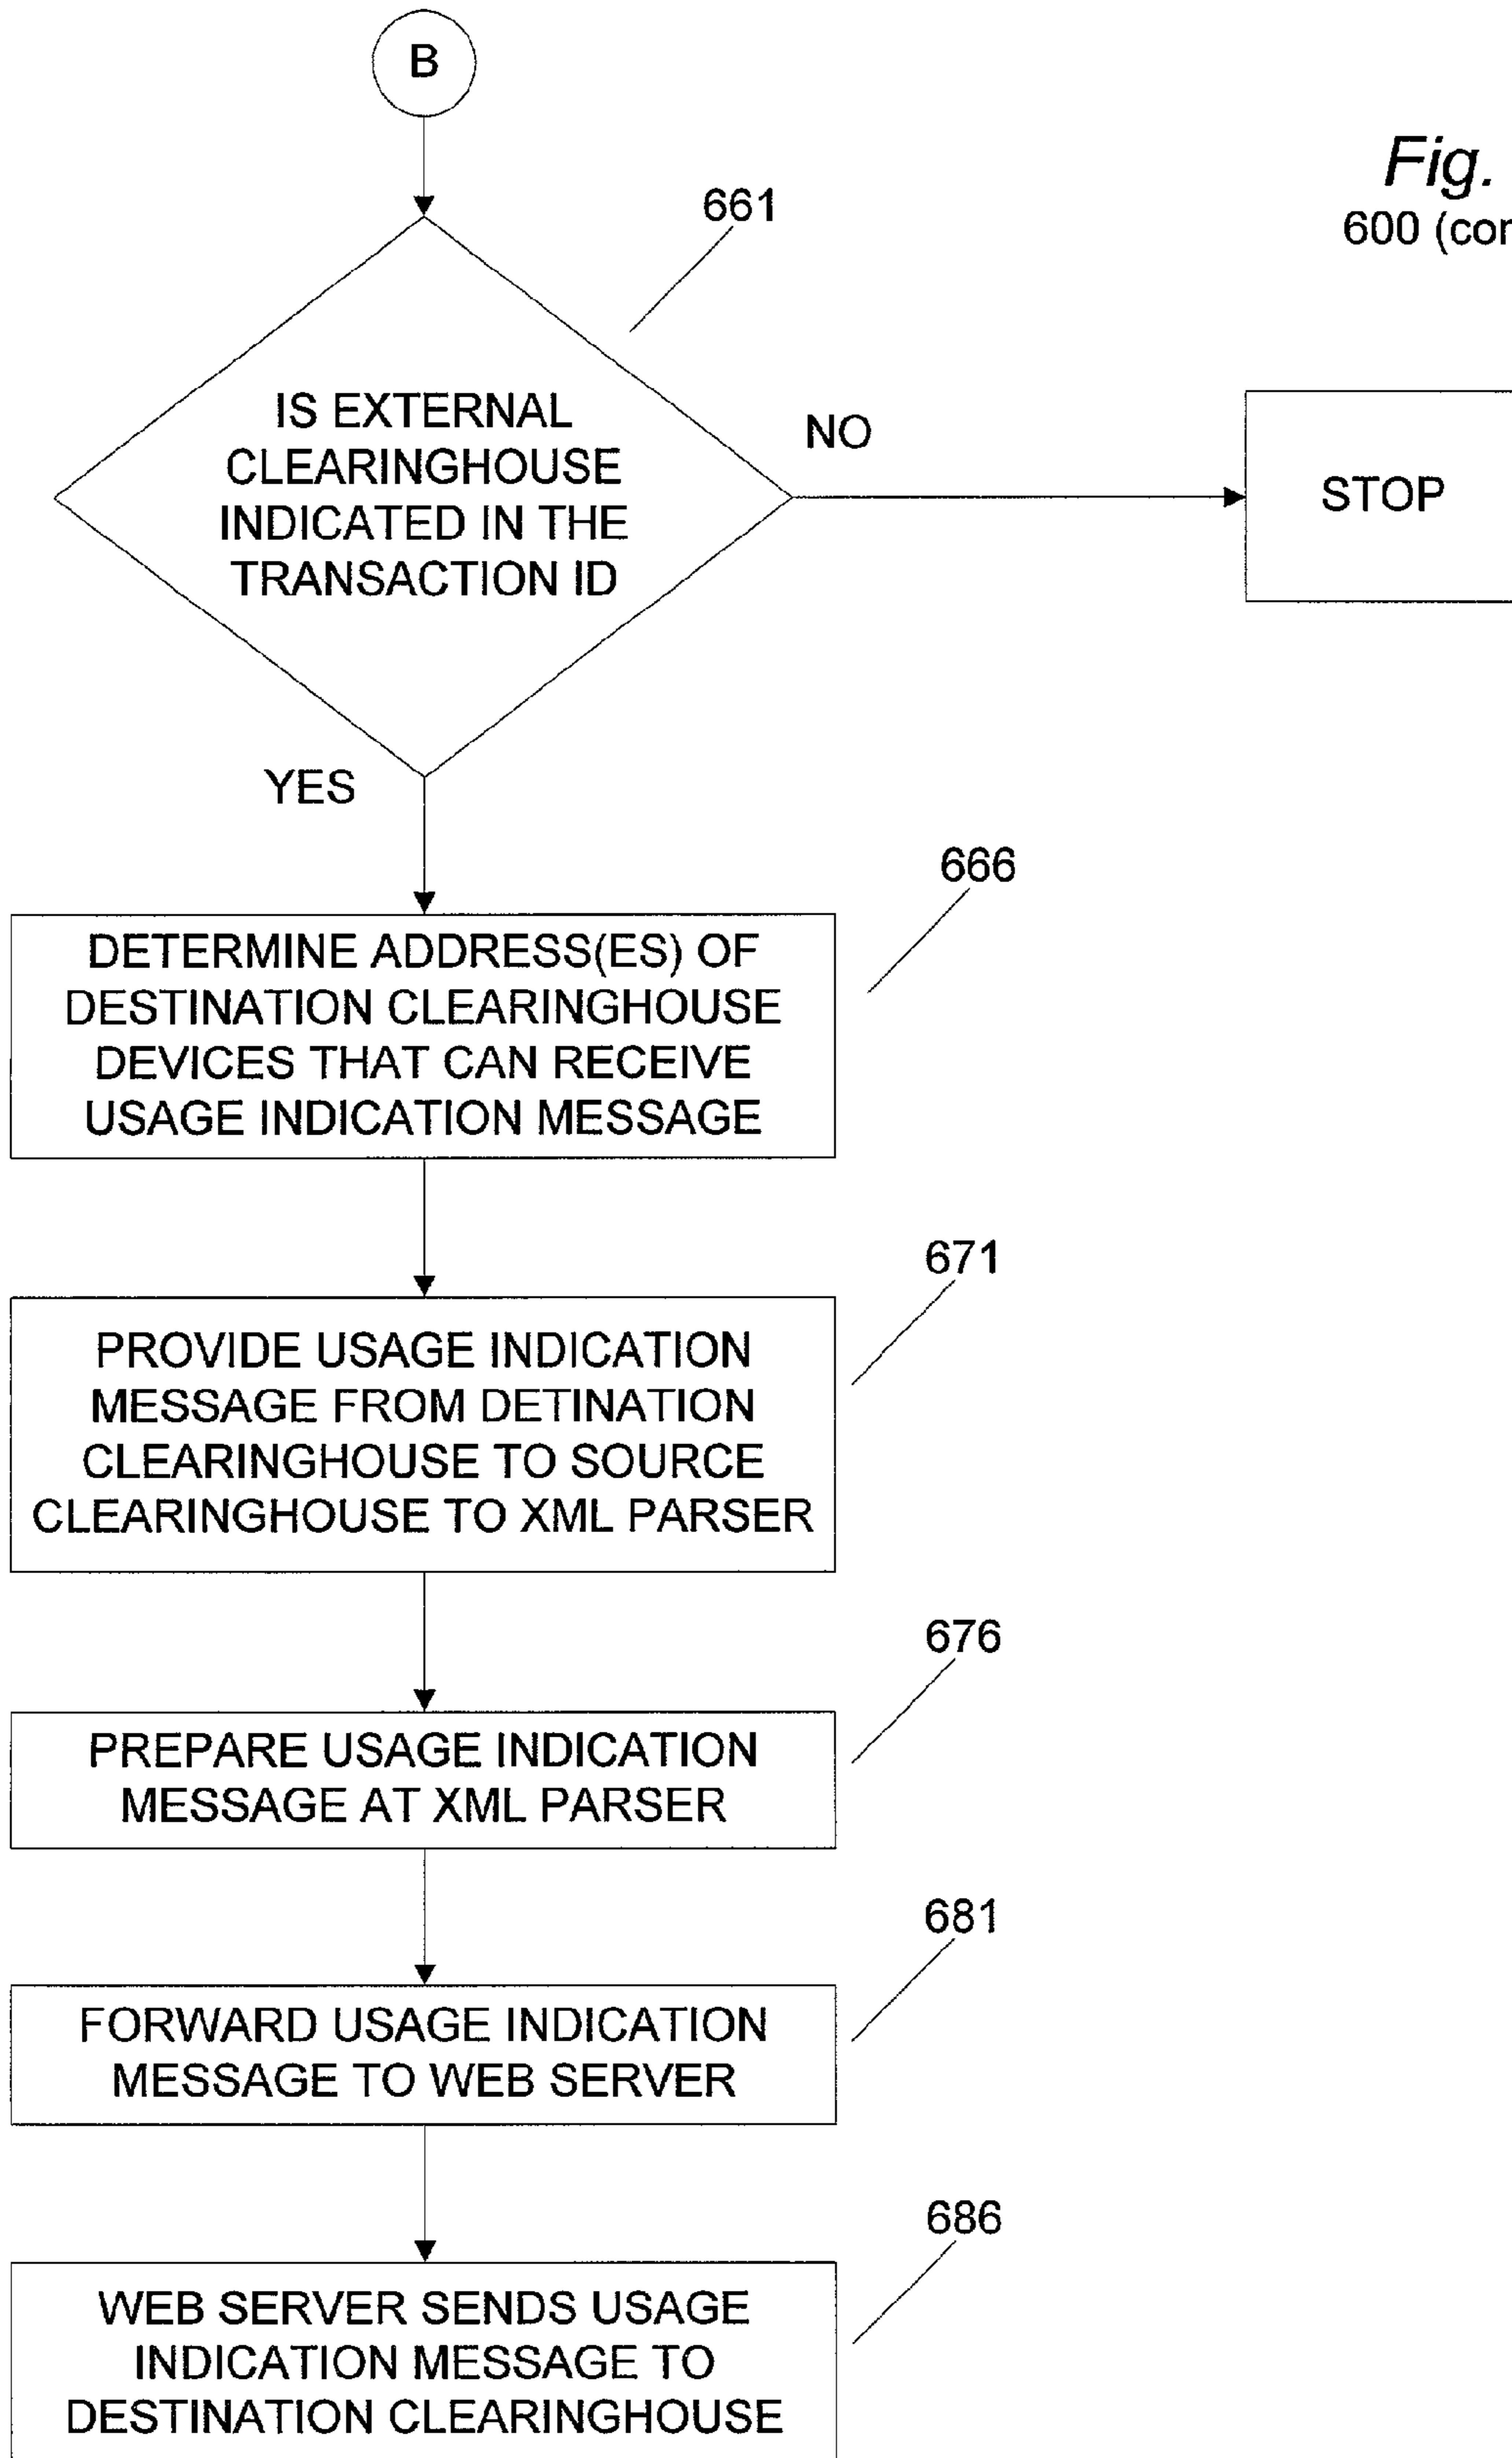 B
Fig.
600 (con
661
IS EXTERNAL
CLEARINGHOUSE
INDICATED IN THE
TRANSACTION ID
NO
STOP
YES
666
DETERMINE ADDRESS(ES) OF
DESTINATION CLEARINGHOUSE
DEVICES THAT CAN RECEIVE
USAGE INDICATION MESSAGE
671
PROVIDE USAGE INDICATION
MESSAGE FROM DETINATION
CLEARINGHOUSE TO SOURCE
CLEARINGHOUSE TO XML PARSER
676
PREPARE USAGE INDICATION
MESSAGE AT XML PARSER
681
FORWARD USAGE INDICATION
MESSAGE TO WEB SERVER
686
WEB SERVER SENDS USAGE
INDICATION MESSAGE TO
DESTINATION CLEARINGHOUSE